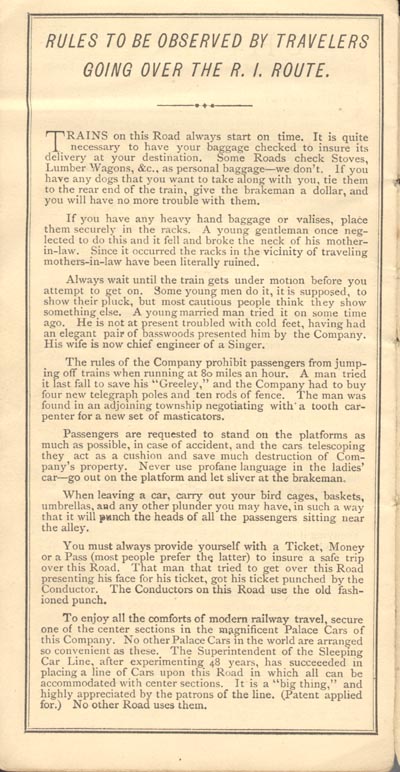 RULES TO BE OBSERVED BY TRAVELERS
GOING OVER THE R. I. ROUTE.
TRAINS on this Road always start on time. It is quite
necessary to have your baggage checked to insure its
delivery at your destination. Some Roads check Stoves,
Lumber Wagons, &c., as personal baggage—we don't. If you
have any dogs that you want to take along with you, tie them
to the rear end of the train, give the brakeman a dollar, and
you will have no more trouble with them.
If you have any heavy hand baggage or valises, place
them securely in the racks. A young gentleman once neg-
lected to do this and it fell and broke the neck of his mother-
in-law. Since it occurred the racks in the vicinity of traveling
mothers-in-law have been literally ruined.
Always wait until the train gets under motion before you
attempt to get on. Some young men do it, it is supposed, to
show their pluck, but most cautious people think they show
something else. A young married man tried it on some time
ago. He is not at present troubled with cold feet, having had
an elegant pair of basswoods presented him by the Company.
His wife is now chief engineer of a Singer.
The rules of the Company prohibit passengers from jump-
ing off trains when running at 80 miles an hour. A man tried
it last fall to save his "Greeley," and the Company had to buy
four new telegraph poles and ten rods of fence. The man was
found in an adjoining township negotiating with a tooth car-
penter for a new set of masticators.
Passengers are requested to stand on the platforms as
much as possible, in case of accident, and the cars telescoping
they act as a cushion and save much destruction of Com-
pany's property. Never use profane language in the ladies'
car—go out on the platform and let sliver at the brakeman.
When leaving a car, carry out your bird cages, baskets,
umbrellas, and any other plunder you may have, in such a way
that it will punch the heads of all the passengers sitting near
the alley.
You must always provide yourself with a Ticket, Money
or a Pass (most people prefer the latter) to insure a safe trip
over this Road. That man that tried to get over this Road
presenting his face for his ticket, got his ticket punched by the
Conductor. The Conductors on this Road use the old fash-
ioned punch.
To enjoy all the comforts of modern railway travel, secure
one of the center sections in the magnificent Palace Cars of
this Company. No other Palace Cars in the world are arranged
so convenient as these. The Superintendent of the Sleeping
Car Line, after experimenting 48 years, has succeeded in
placing a line of Cars upon this Road in which all can be
accommodated with center sections. It is a "big thing," and
highly appreciated by the patrons of the line. (Patent applied
for.) No other Road uses them.